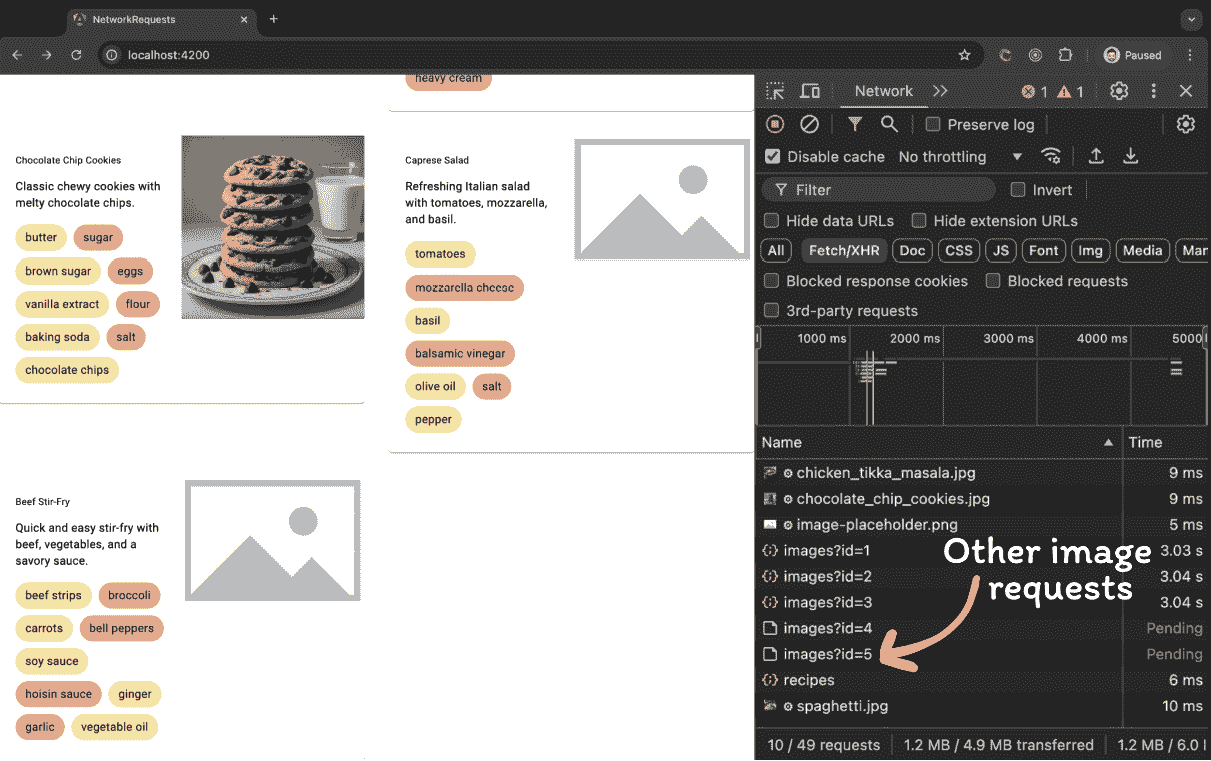 NetworkRequests
localhost:4200
Paused
heavy cream
Chocolate Chip Cookies
Classic chewy cookies with
melty chocolate chips.
butter sugar
brown sugar eggs
vanilla extract flour
baking soda salt
chocolate chips
Caprese Salad
Refreshing Italian salad
with tomatoes, mozzarella,
and basil.
tomatoes
mozzarella cheese
basil
balsamic vinegar
olive oil salt
pepper
Beef Stir-Fry
Quick and easy stir-fry with
beef, vegetables, and a
savory sauce.
beef strips broccoli
carrots bell peppers
soy sauce
hoisin sauce ginger
garlic vegetable oil
Network 1 1
Preserve log
Disable cache No throttling
Filter Invert
Hide data URLs Hide extension URLs
All Fetch/XHR Doc CSS JS Font Img Media Mar
Blocked response cookies Blocked requests
3rd-party requests
1000 ms 2000 ms 3000 ms 4000 ms 5000
Name Time
chicken_tikka_masala.jpg 9 ms
chocolate_chip_cookies.jpg 9 ms
image-placeholder.png 5 ms
images?id=1 3.03 s
images?id=2 3.04 s
images?id=3 3.04 s
images?id=4 Pending
images?id=5 Pending
recipes 6 ms
spaghetti.jpg 10 ms
Other image
requests
10 / 49 requests 1.2 MB / 4.9 MB transferred 1.2 MB / 6.0